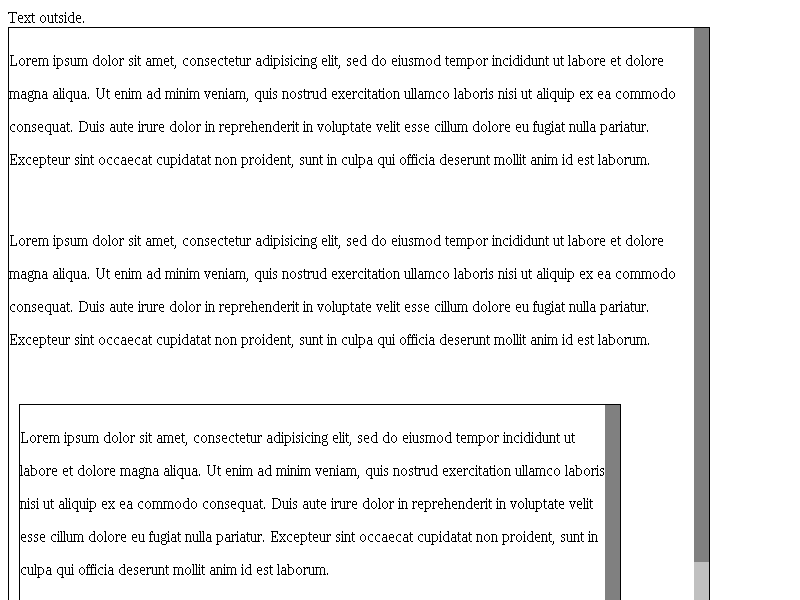 Text outside.
Lorem ipsum dolor sit amet, consectetur adipisicing elit, sed do eiusmod tempor incididunt ut labore et dolore
magna aliqua. Ut enim ad minim veniam, quis nostrud exercitation ullamco laboris nisi ut aliquip ex ea commodo
consequat. Duis aute irure dolor in reprehenderit in voluptate velit esse cillum dolore eu fugiat nulla pariatur.
Excepteur sint occaecat cupidatat non proident, sunt in culpa qui officia deserunt mollit anim id est laborum.
Lorem ipsum dolor sit amet, consectetur adipisicing elit, sed do eiusmod tempor incididunt ut labore et dolore
magna aliqua. Ut enim ad minim veniam, quis nostrud exercitation ullamco laboris nisi ut aliquip ex ea commodo
consequat. Duis aute irure dolor in reprehenderit in voluptate velit esse cillum dolore eu fugiat nulla pariatur.
Excepteur sint occaecat cupidatat non proident, sunt in culpa qui officia deserunt mollit anim id est laborum.
Lorem ipsum dolor sit amet, consectetur adipisicing elit, sed do eiusmod tempor incididunt ut
labore et dolore magna aliqua. Ut enim ad minim veniam, quis nostrud exercitation ullamco laboris
nisi ut aliquip ex ea commodo consequat. Duis aute irure dolor in reprehenderit in voluptate velit
esse cillum dolore eu fugiat nulla pariatur. Excepteur sint occaecat cupidatat non proident, sunt in
culpa qui officia deserunt mollit anim id est laborum.